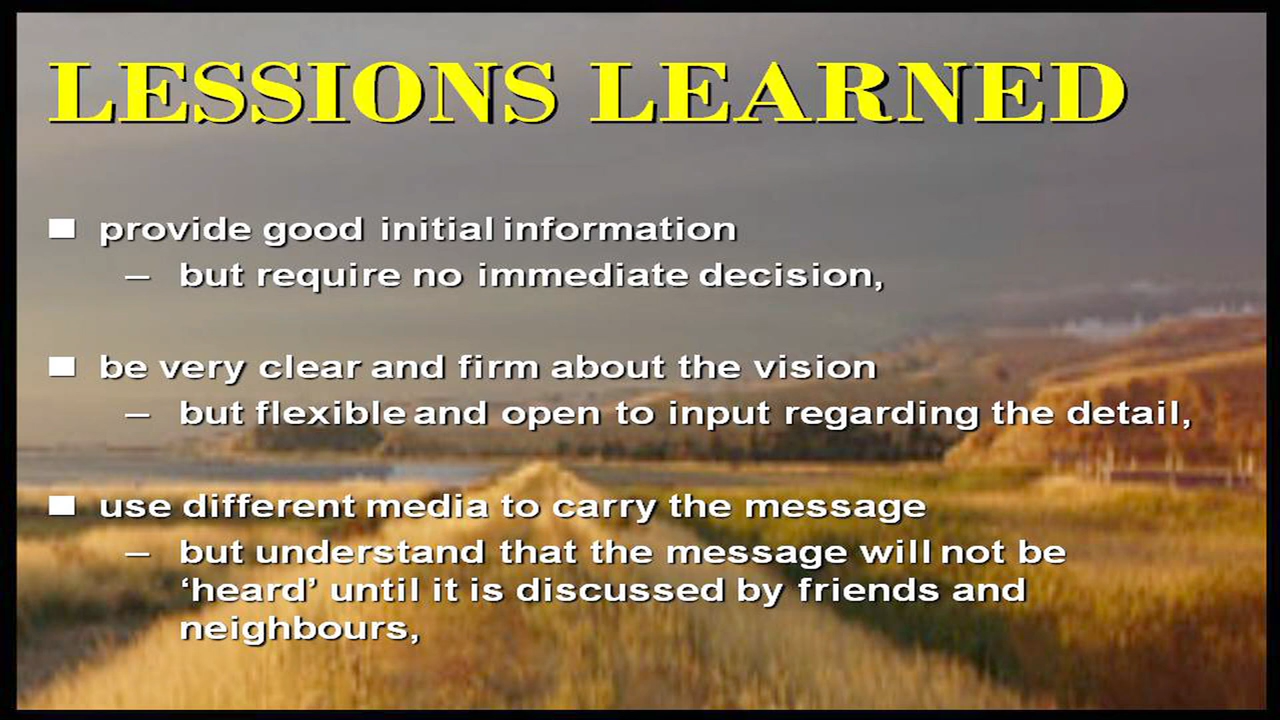 LESSIONS LEARNED
■ provide good initial information
– but require no immediate decision,
■ be very clear and firm about the vision
– but flexible and open to input regarding the detail,
■ use different media to carry the message
– but understand that the message will not be
‘heard’ until it is discussed by friends and
neighbours,